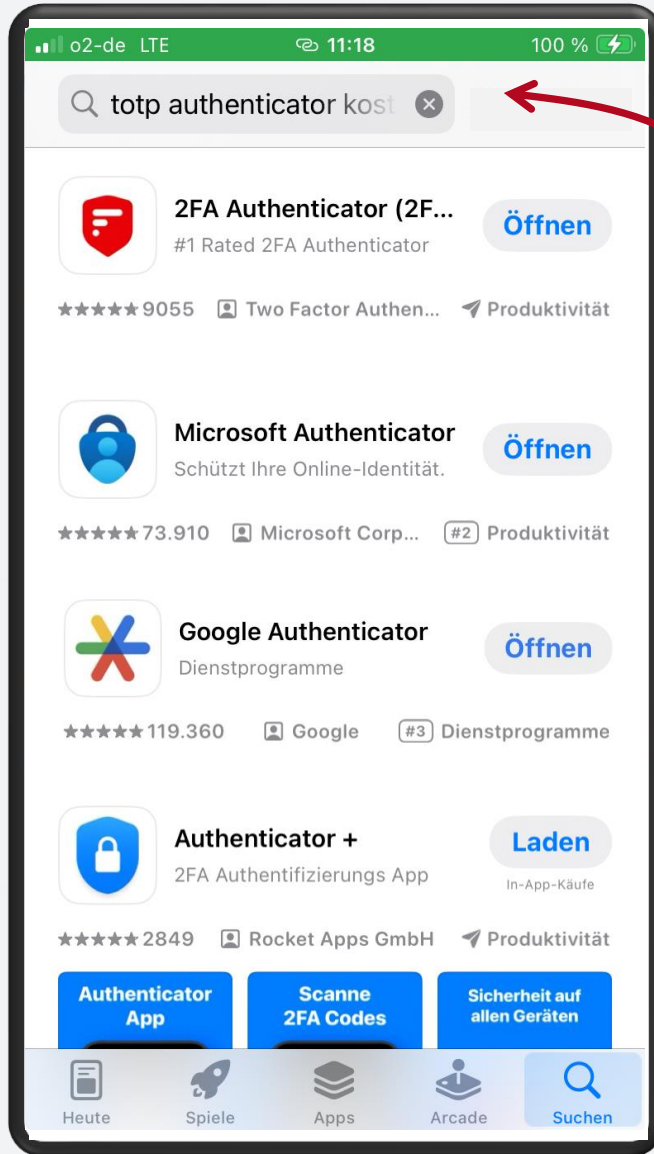 o2-de LTE 11:18 100 %
totp authenticator kost
2FA Authenticator (2F...
#1 Rated 2FA Authenticator
Öffnen
★★★★★ 9055 Two Factor Authen... Produktivität
Microsoft Authenticator
Schützt Ihre Online-Identität.
Öffnen
★★★★★ 73.910 Microsoft Corp... #2 Produktivität
Google Authenticator
Dienstprogramme
Öffnen
★★★★★ 119.360 Google #3 Dienstprogramme
Authenticator +
2FA Authentifizierungs App
Laden
In-App-Käufe
★★★★★ 2849 Rocket Apps GmbH Produktivität
Authenticator
App
Scanne
2FA Codes
Sicherheit auf
allen Geräten
Heute Spiele Apps Arcade Suchen